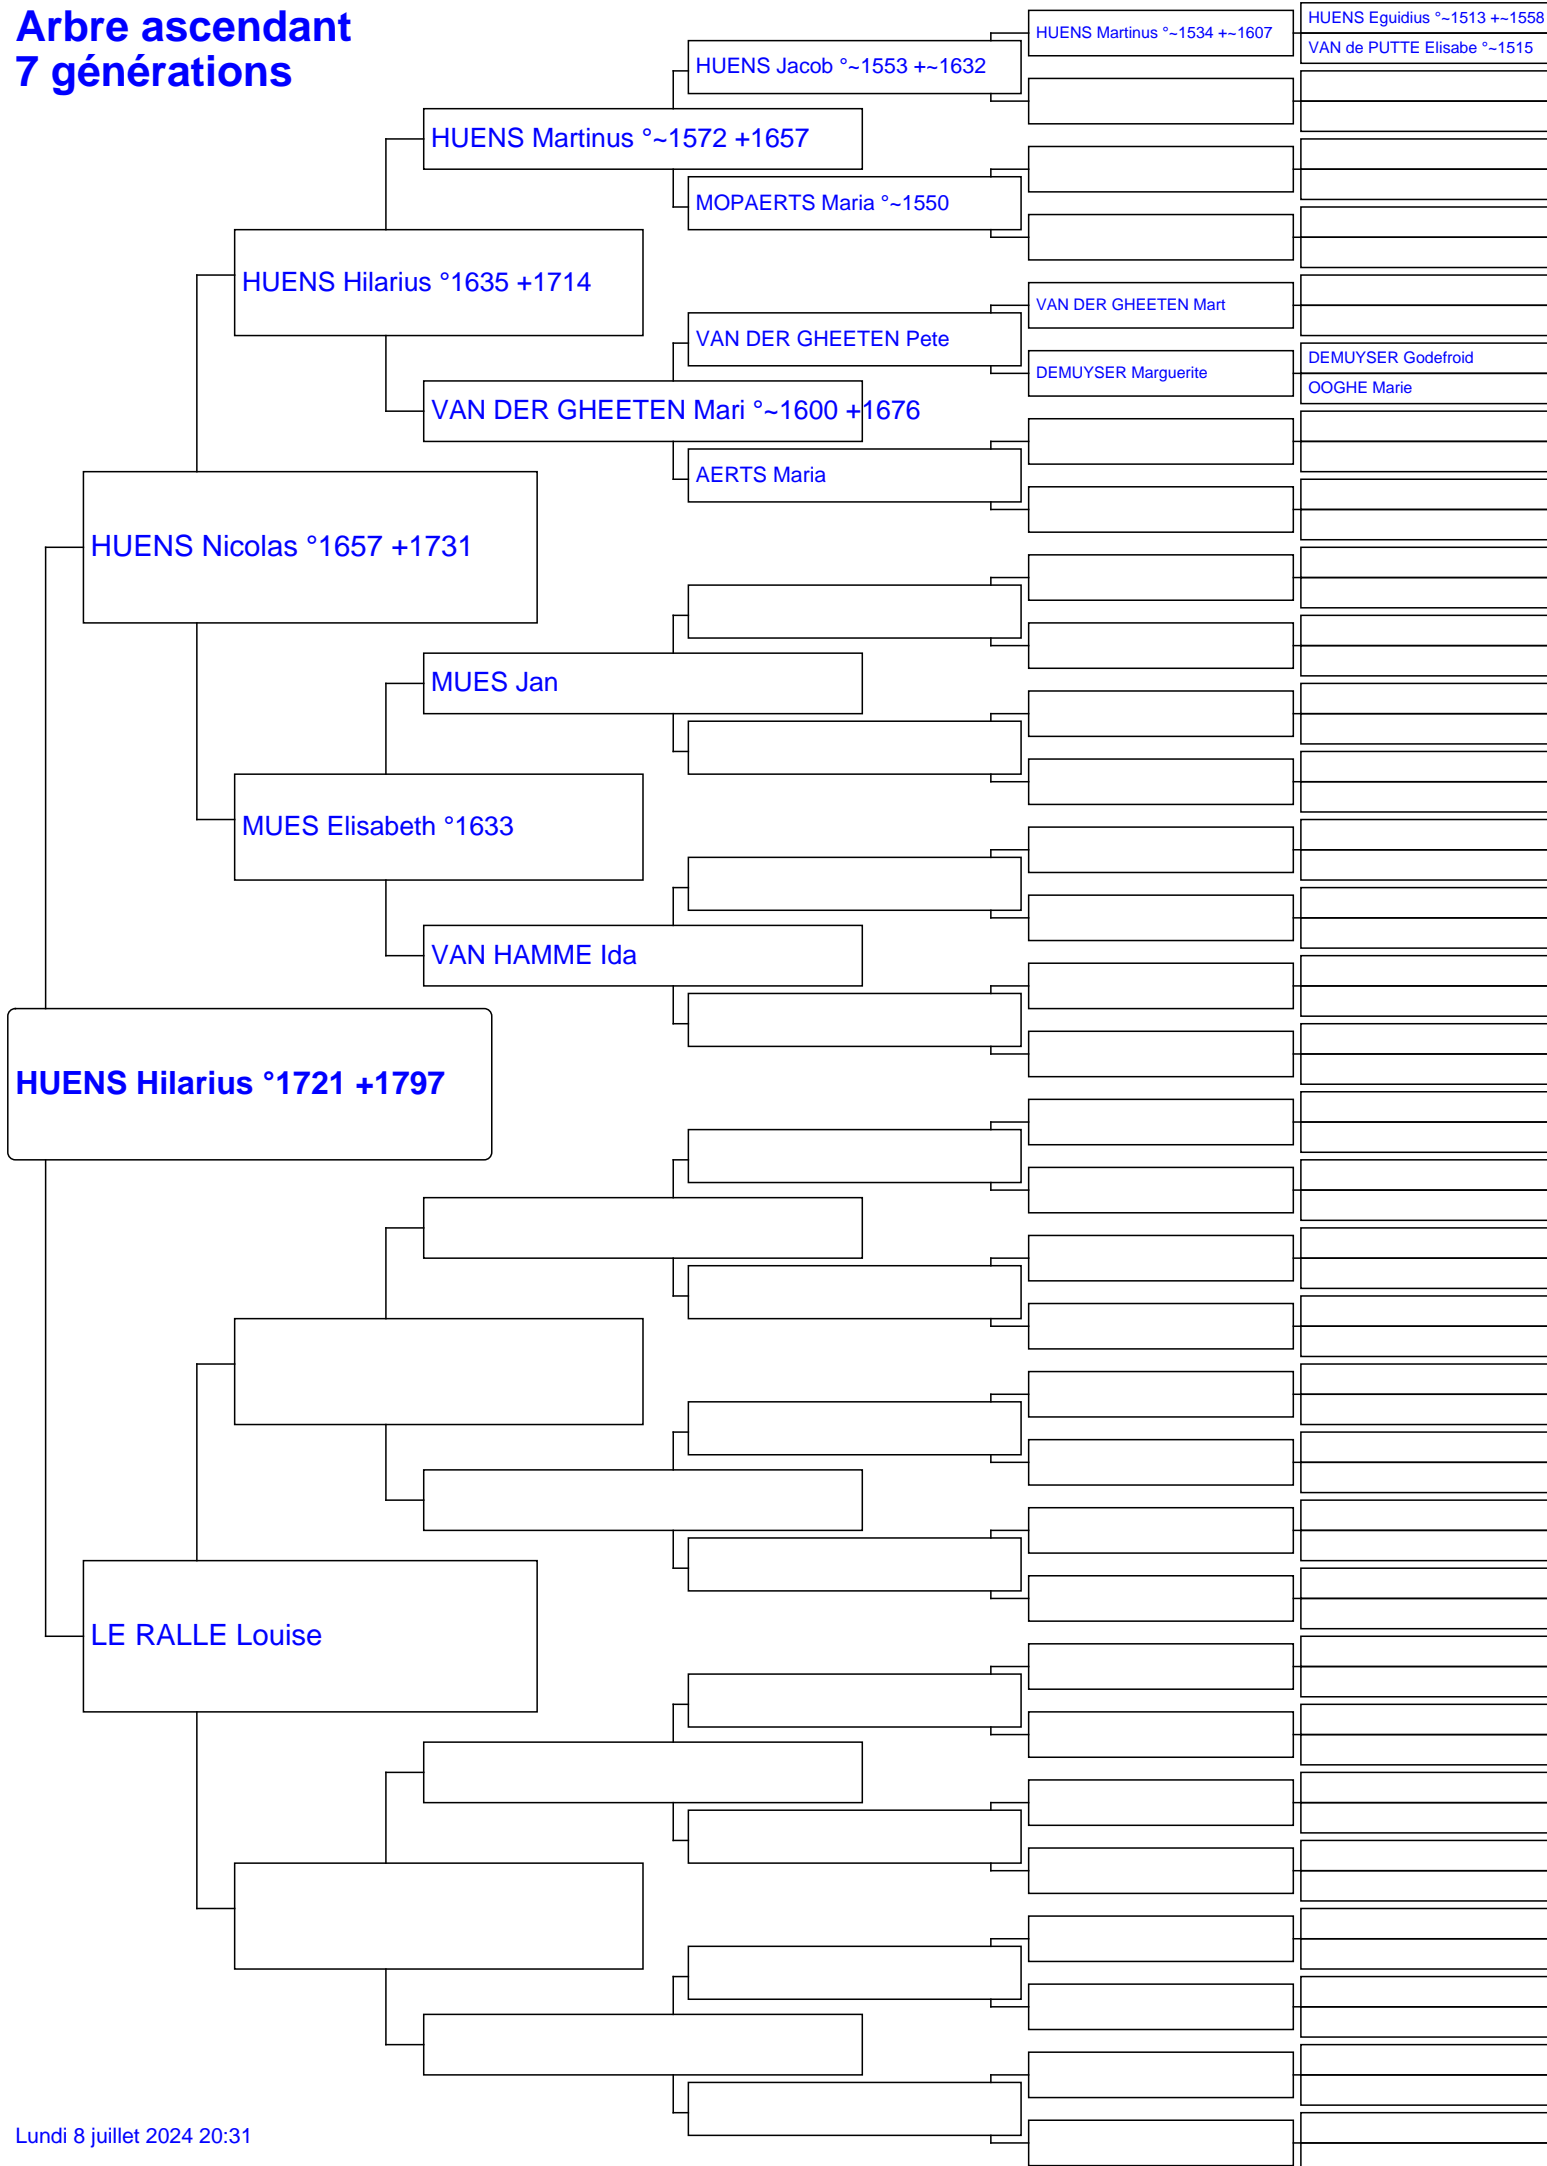 Arbre ascendant
7 générations
HUENS Eguidius °~1513 +~1558
HUENS Martinus °~1534 +~1607
VAN de PUTTE Elisabe °~1515
HUENS Jacob °~1553 +~1632
HUENS Martinus °~1572 +1657
MOPAERTS Maria °~1550
HUENS Hilarius °1635 +1714
VAN DER GHEETEN Mart
VAN DER GHEETEN Pete
DEMUYSER Godefroid
DEMUYSER Marguerite
OOGHE Marie
VAN DER GHEETEN Mari °~1600 +1676
AERTS Maria
HUENS Nicolas °1657 +1731
MUES Jan
MUES Elisabeth °1633
VAN HAMME Ida
HUENS Hilarius °1721 +1797
LE RALLE Louise
Lundi 8 juillet 2024 20:31